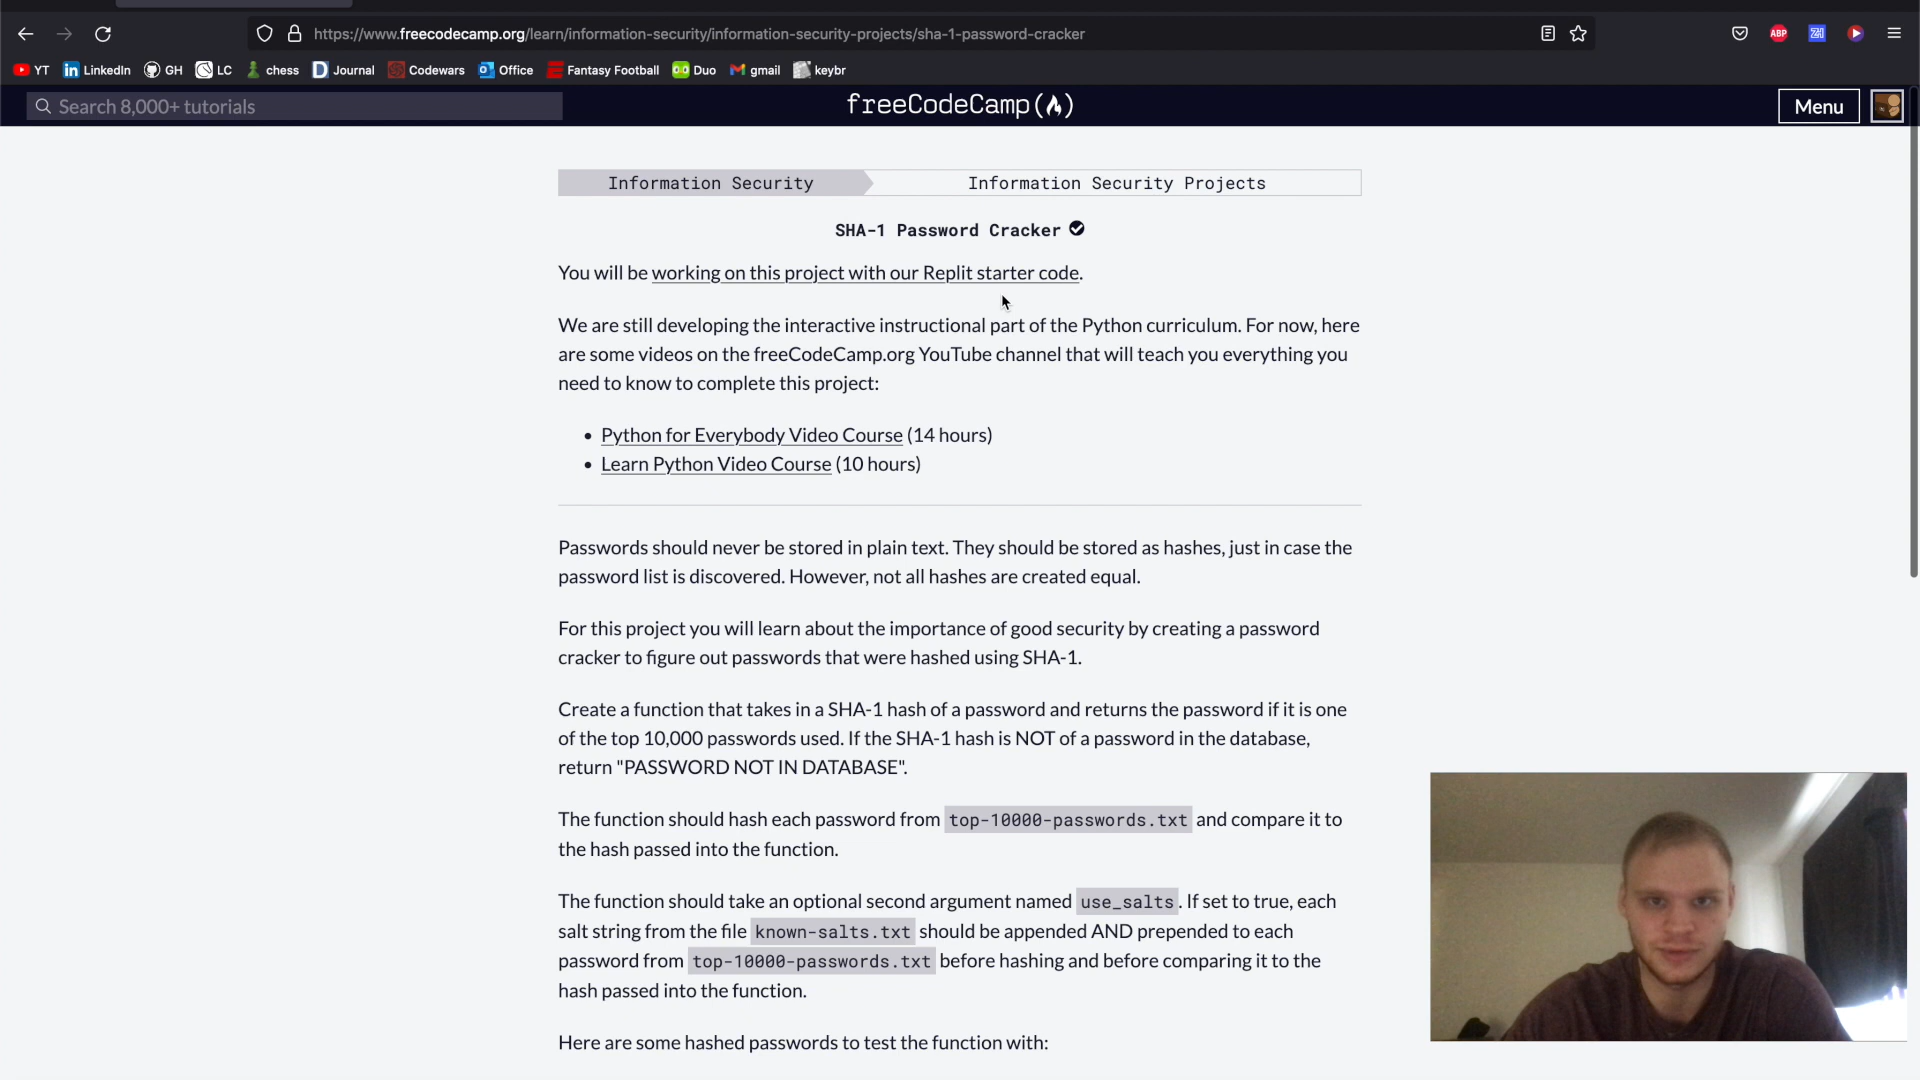 https://www.freecodecamp.org/learn/information-security/information-security-projects/sha-1-password-cracker
ABP
YT LinkedIn GH LC chess Journal Codewars Office Fantasy Football Duo gmail keybr
Search 8,000+ tutorials freeCodeCamp Menu
Information Security Information Security Projects
SHA-1 Password Cracker
You will be working on this project with our Replit starter code.
We are still developing the interactive instructional part of the Python curriculum. For now, here
are some videos on the freeCodeCamp.org YouTube channel that will teach you everything you
need to know to complete this project:
• Python for Everybody Video Course (14 hours)
• Learn Python Video Course (10 hours)
Passwords should never be stored in plain text. They should be stored as hashes, just in case the
password list is discovered. However, not all hashes are created equal.
For this project you will learn about the importance of good security by creating a password
cracker to figure out passwords that were hashed using SHA-1.
Create a function that takes in a SHA-1 hash of a password and returns the password if it is one
of the top 10,000 passwords used. If the SHA-1 hash is NOT of a password in the database,
return "PASSWORD NOT IN DATABASE".
The function should hash each password from top-10000-passwords.txt and compare it to
the hash passed into the function.
The function should take an optional second argument named use_salts. If set to true, each
salt string from the file known-salts.txt should be appended AND prepended to each
password from top-10000-passwords.txt before hashing and before comparing it to the
hash passed into the function.
Here are some hashed passwords to test the function with: